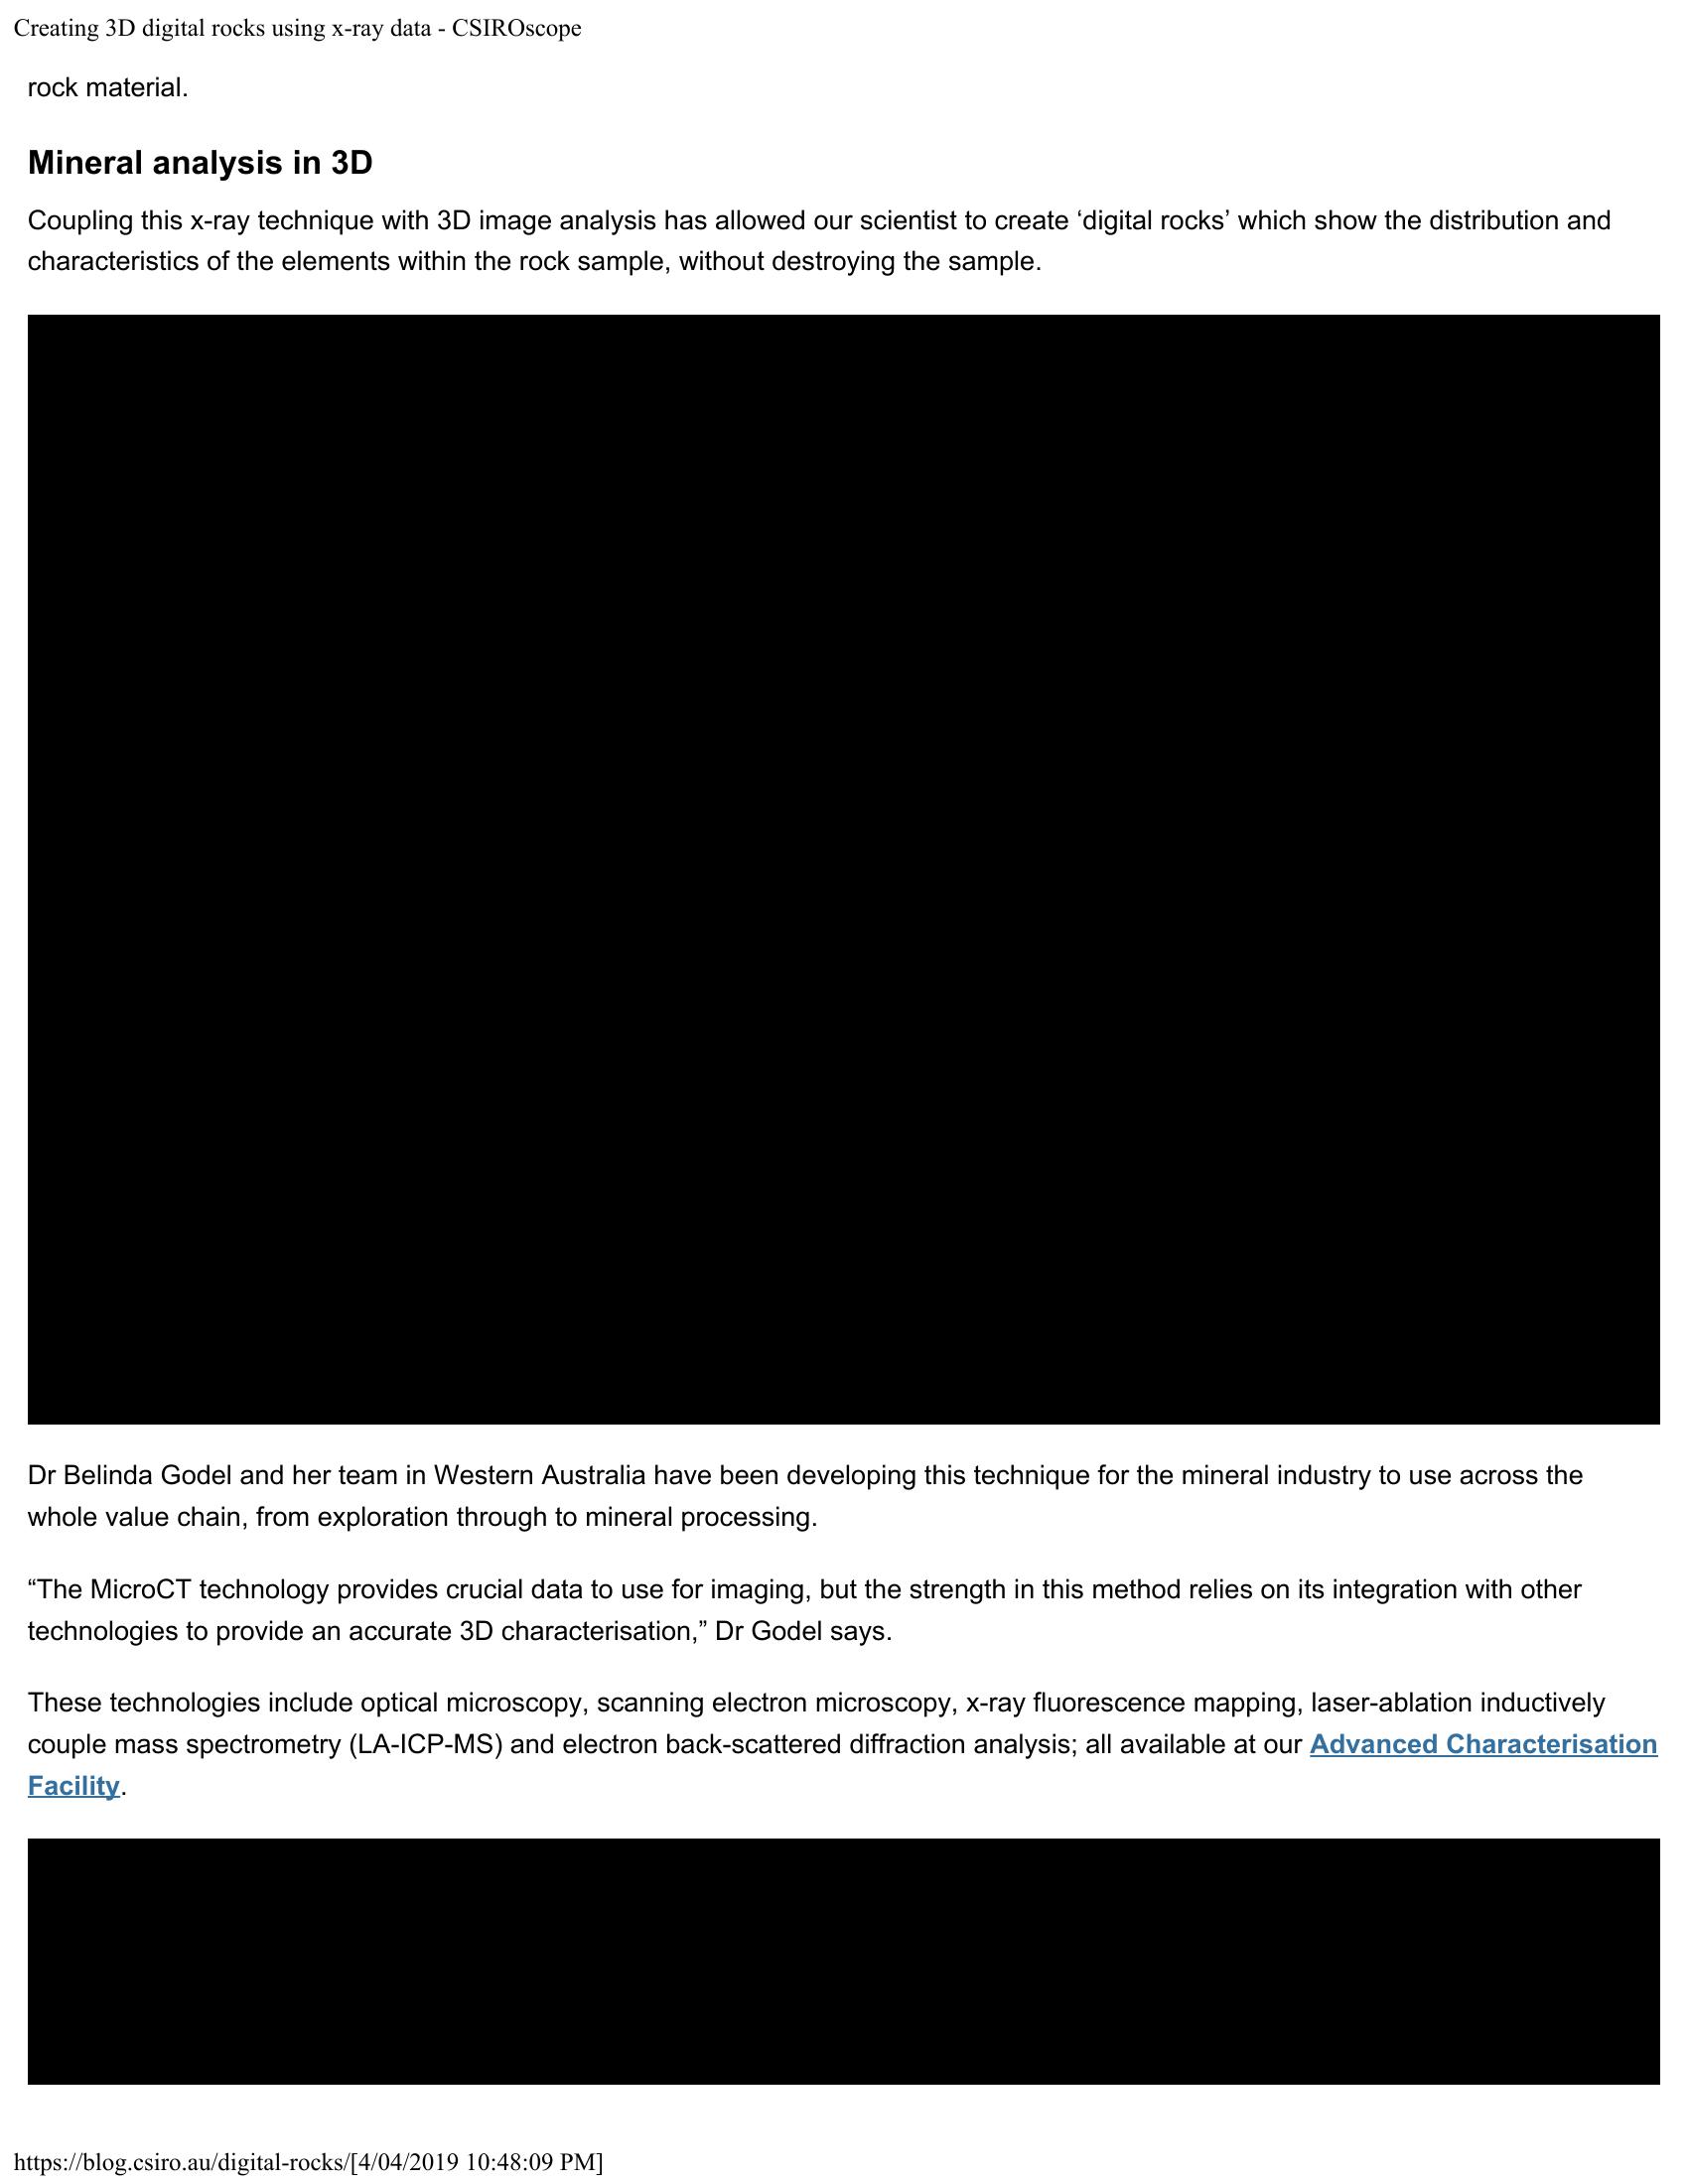 Creating 3D digital rocks using x-ray data - CSIROscope
rock material.
Mineral analysis in 3D
Coupling this x-ray technique with 3D image analysis has allowed our scientist to create ‘digital rocks’ which show the distribution and
characteristics of the elements within the rock sample, without destroying the sample.
Dr Belinda Godel and her team in Western Australia have been developing this technique for the mineral industry to use across the
whole value chain, from exploration through to mineral processing.
“The MicroCT technology provides crucial data to use for imaging, but the strength in this method relies on its integration with other
technologies to provide an accurate 3D characterisation,” Dr Godel says.
These technologies include optical microscopy, scanning electron microscopy, x-ray fluorescence mapping, laser-ablation inductively
couple mass spectrometry (LA-ICP-MS) and electron back-scattered diffraction analysis; all available at our Advanced Characterisation
Facility.
https://blog.csiro.au/digital-rocks/[4/04/2019 10:48:09 PM]